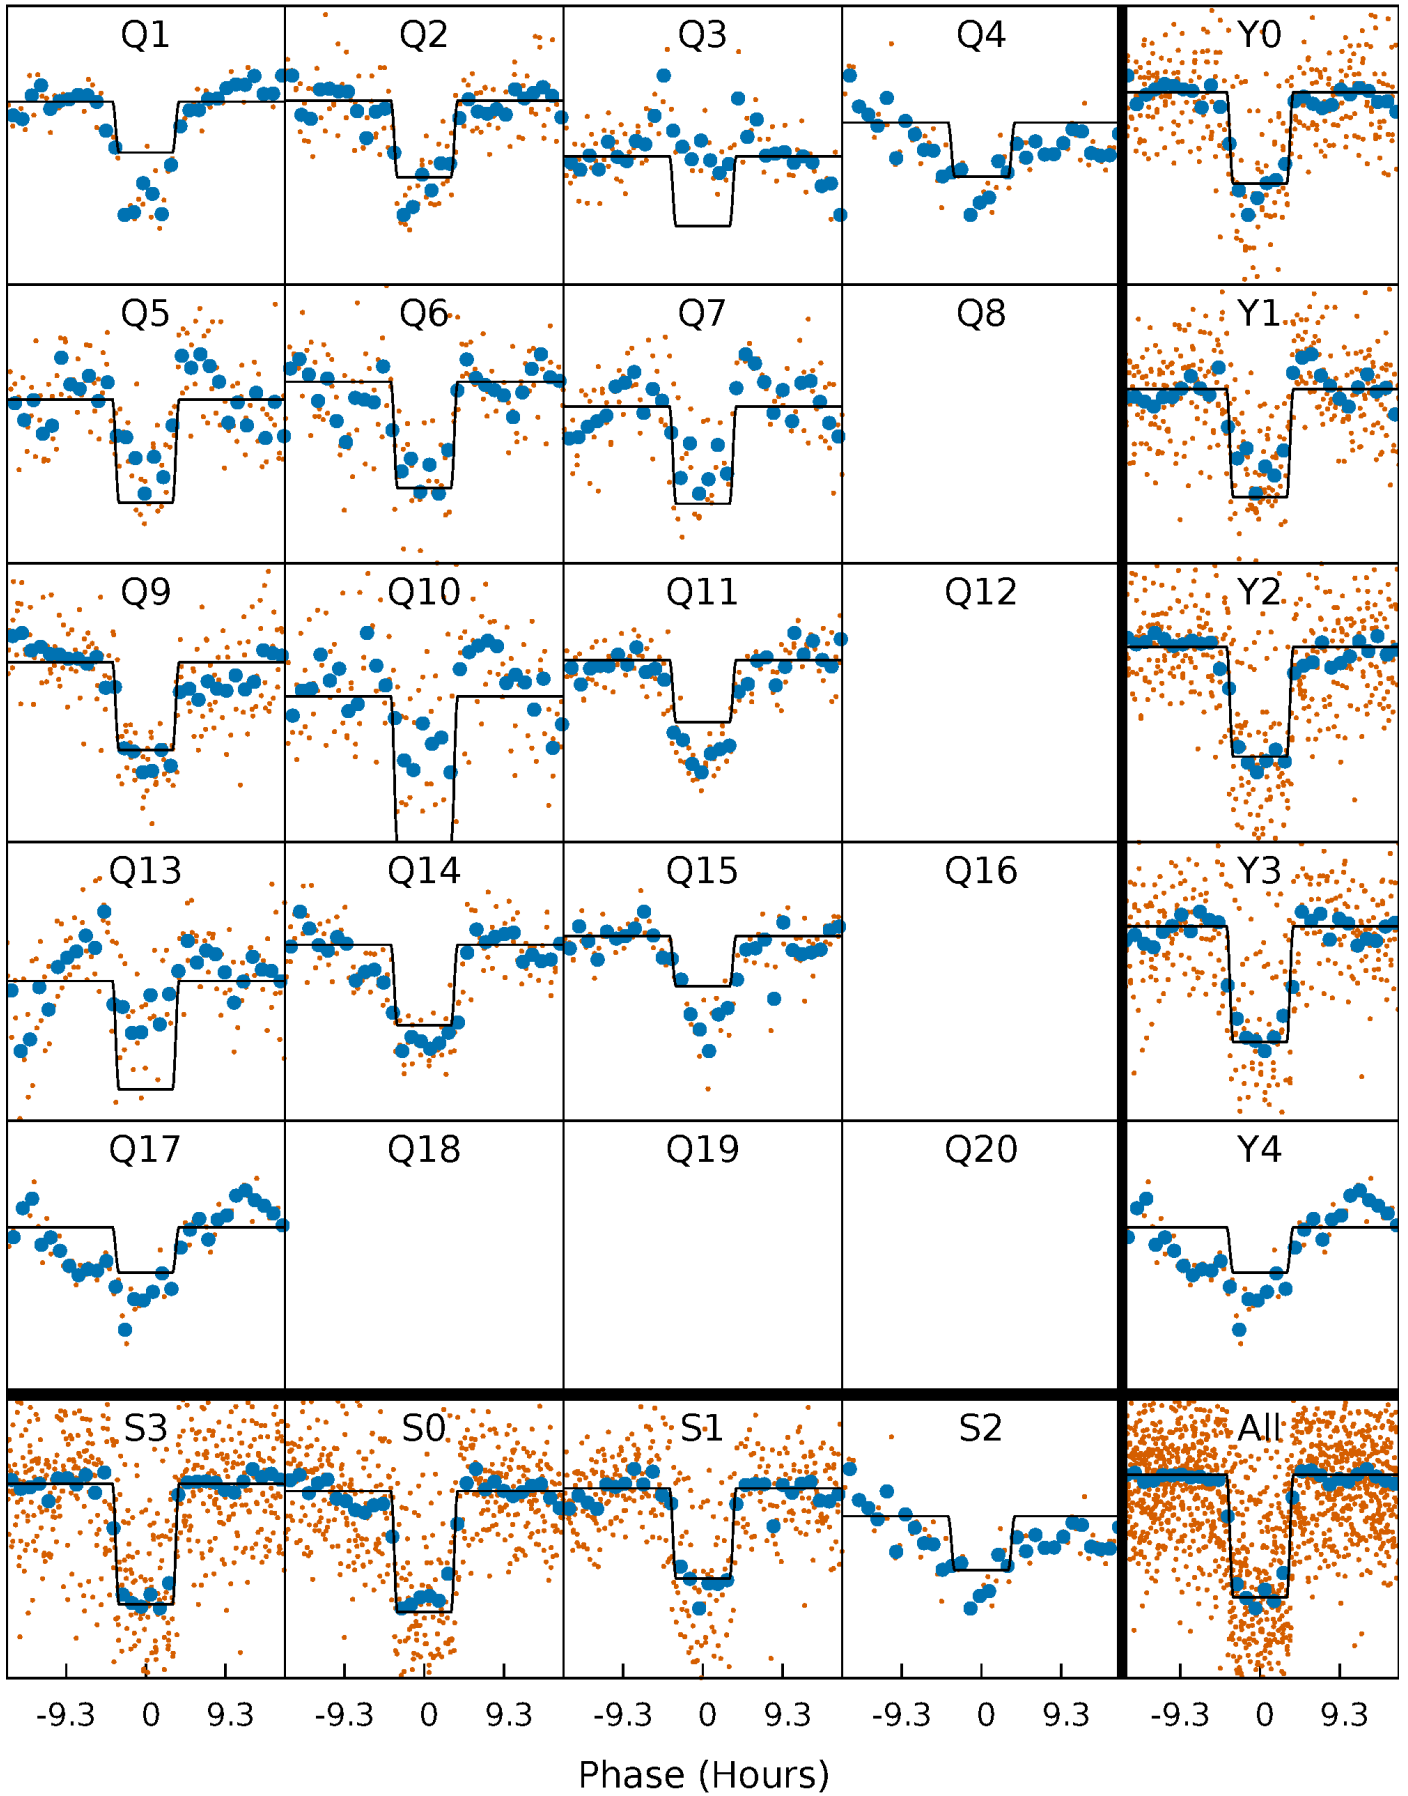 Q1 Q2 Q3 Q4 Y0
Q5 Q6 Q7 Q8 Y1
Q9 Q10 Q11 Q12 Y2
Q13 Q14 Q15 Q16 Y3
Q17 Q18 Q19 Q20 Y4
S3 S0 S1 S2 All
-9.3 0 9.3 -9.3 0 9.3 -9.3 0 9.3 -9.3 0 9.3 -9.3 0 9.3
Phase (Hours)